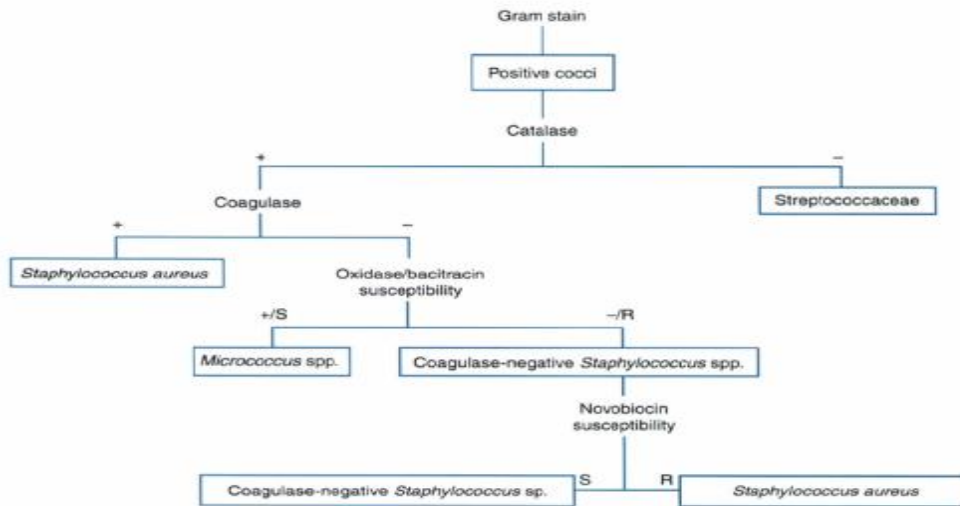 Gram stain
Positive cocci
Catalase
+
–
Coagulase
Streptococcaceae
+
–
Staphylococcus aureus
Oxidase/bacitracin
susceptibility
+/S
–/R
Micrococcus spp.
Coagulase-negative Staphylococcus spp.
Novobiocin
susceptibility
S
R
Coagulase-negative Staphylococcus sp.
Staphylococcus aureus